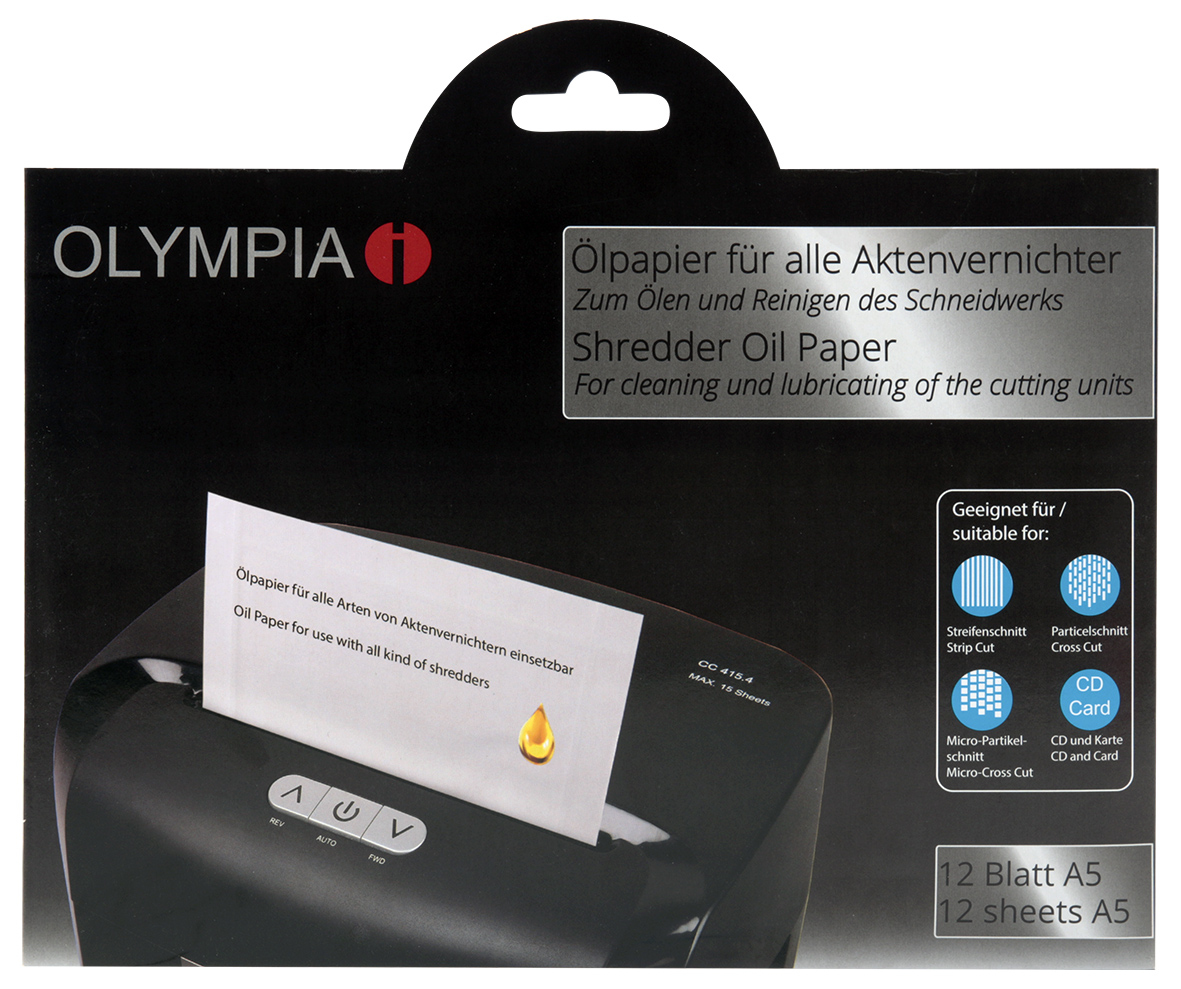 OLYMPIA i
Ölpapier für alle Aktenvernichter
Zum Ölen und Reinigen des Schneidwerks
Shredder Oil Paper
For cleaning und lubricating of the cutting units
Geeignet für /
suitable for:
Streifenschnitt
Strip Cut
Particelschnitt
Cross Cut
Micro-Partikel-
schnitt
Micro-Cross Cut
CD
Card
CD und Karte
CD and Card
Ölpapier für alle Arten von Aktenvernichtern einsetzbar
Oil Paper for use with all kind of shredders
CC 415.4
MAX. 15 Sheets
REV
AUTO
FWD
12 Blatt A5
12 sheets A5